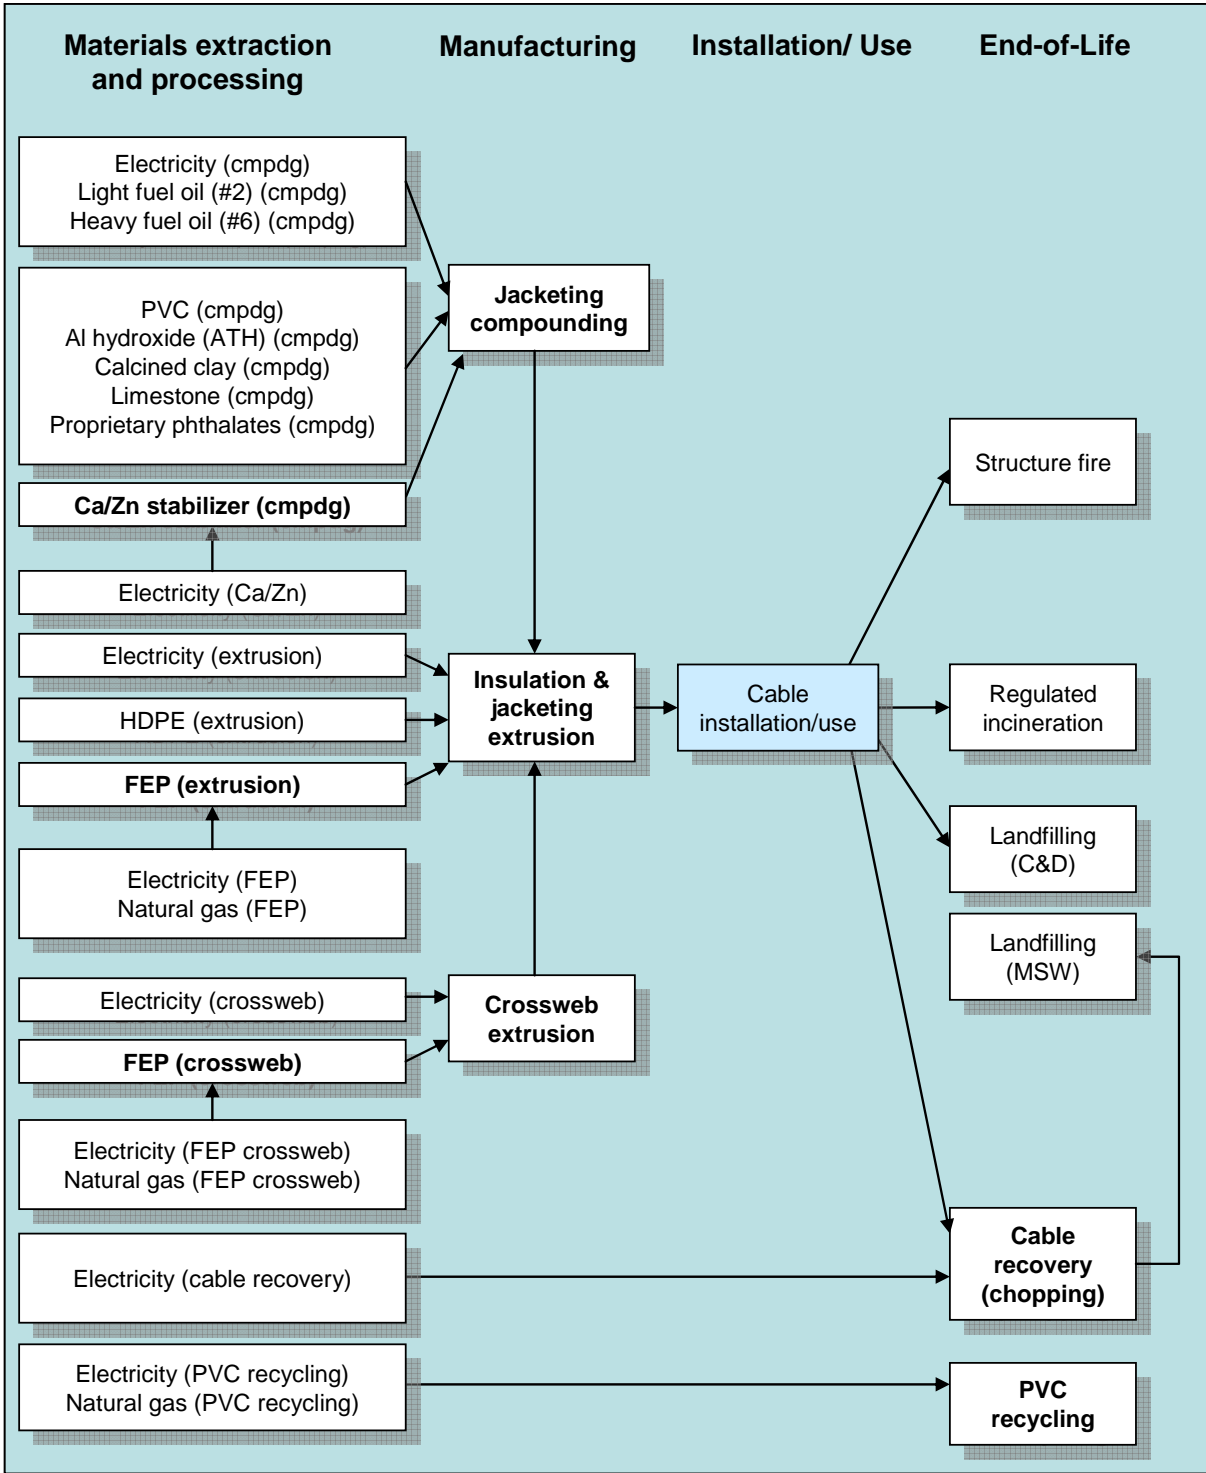 Materials extraction
and processing
Manufacturing
Installation/ Use
End-of-Life
Electricity (cmpdg)
Light fuel oil (#2) (cmpdg)
Heavy fuel oil (#6) (cmpdg)
PVC (cmpdg)
Al hydroxide (ATH) (cmpdg)
Calcined clay (cmpdg)
Limestone (cmpdg)
Proprietary phthalates (cmpdg)
Jacketing
compounding
Ca/Zn stabilizer (cmpdg)
Structure fire
Electricity (Ca/Zn)
Electricity (extrusion)
HDPE (extrusion)
FEP (extrusion)
Insulation &
jacketing
extrusion
Cable
installation/use
Regulated
incineration
Electricity (FEP)
Natural gas (FEP)
Landfilling
(C&D)
Landfilling
(MSW)
Electricity (crossweb)
FEP (crossweb)
Crossweb
extrusion
Electricity (FEP crossweb)
Natural gas (FEP crossweb)
Electricity (cable recovery)
Cable
recovery
(chopping)
Electricity (PVC recycling)
Natural gas (PVC recycling)
PVC
recycling